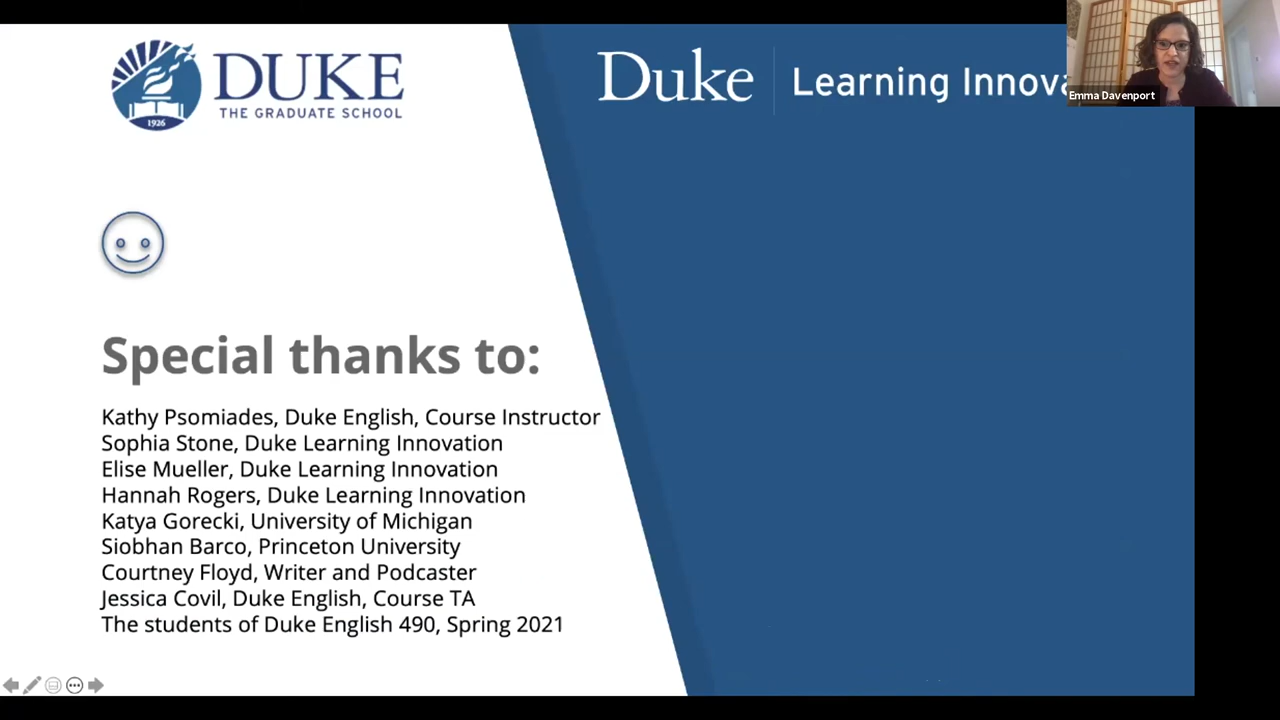 DUKE
THE GRADUATE SCHOOL
1926
Duke
Learning Innova
Emma Davenport
Special thanks to:
Kathy Psomiades, Duke English, Course Instructor
Sophia Stone, Duke Learning Innovation
Elise Mueller, Duke Learning Innovation
Hannah Rogers, Duke Learning Innovation
Katya Gorecki, University of Michigan
Siobhan Barco, Princeton University
Courtney Floyd, Writer and Podcaster
Jessica Covil, Duke English, Course TA
The students of Duke English 490, Spring 2021